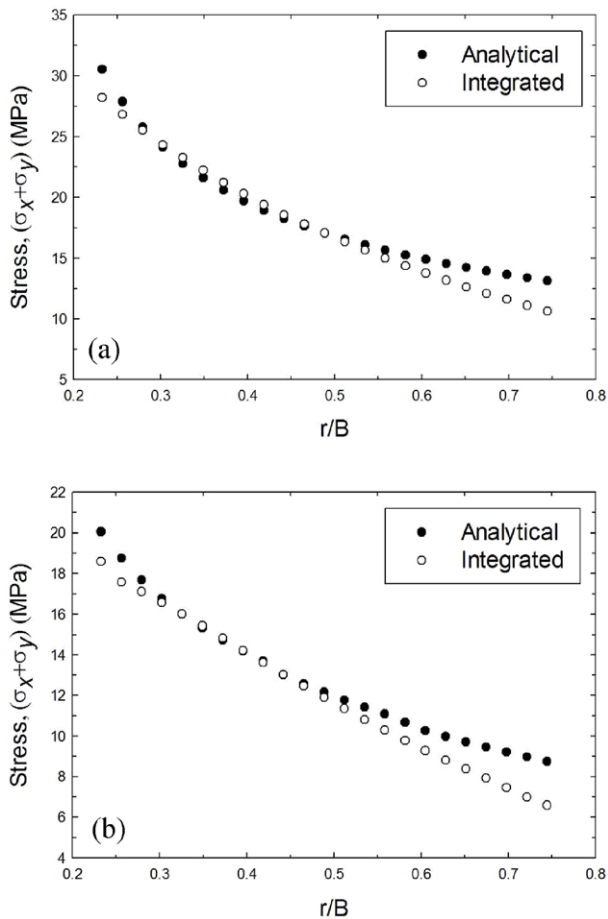 35
30
25
20
15
10
5
Stress, (σx+σy) (MPa)
Analytical
Integrated
(a)
0.2 0.3 0.4 0.5 0.6 0.7 0.8
r/B
22
20
18
16
14
12
10
8
6
4
Stress, (σx+σy) (MPa)
Analytical
Integrated
(b)
0.2 0.3 0.4 0.5 0.6 0.7 0.8
r/B